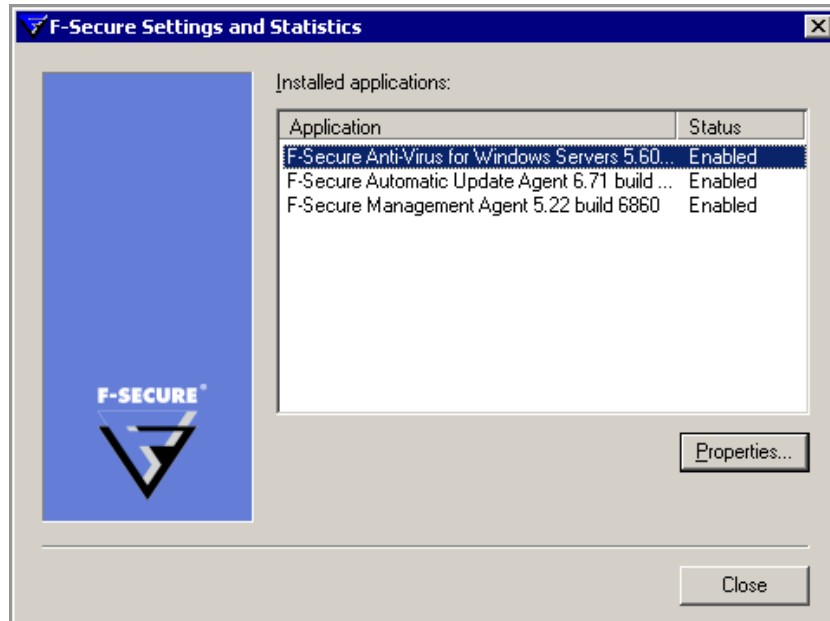 F-Secure Settings and Statistics
Installed applications:
Application Status
F-Secure Anti-Virus for Windows Servers 5.60... Enabled
F-Secure Automatic Update Agent 6.71 build ... Enabled
F-Secure Management Agent 5.22 build 6860 Enabled
F-SECURE®
Properties...
Close